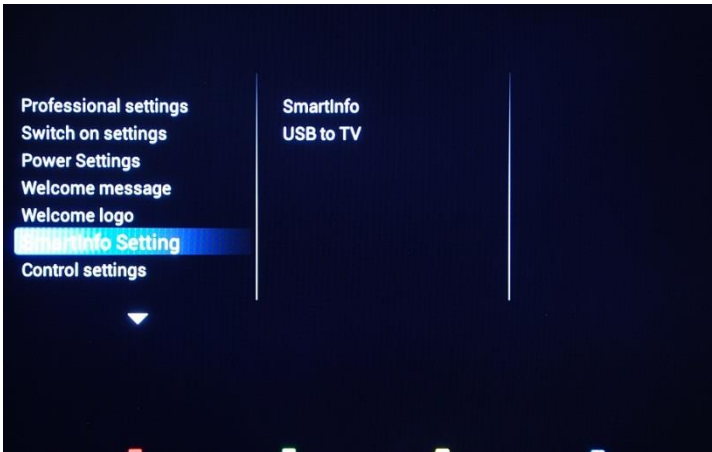 Professional settings
Switch on settings
Power Settings
Welcome message
Welcome logo
SmartInfo Setting
Control settings
SmartInfo
USB to TV